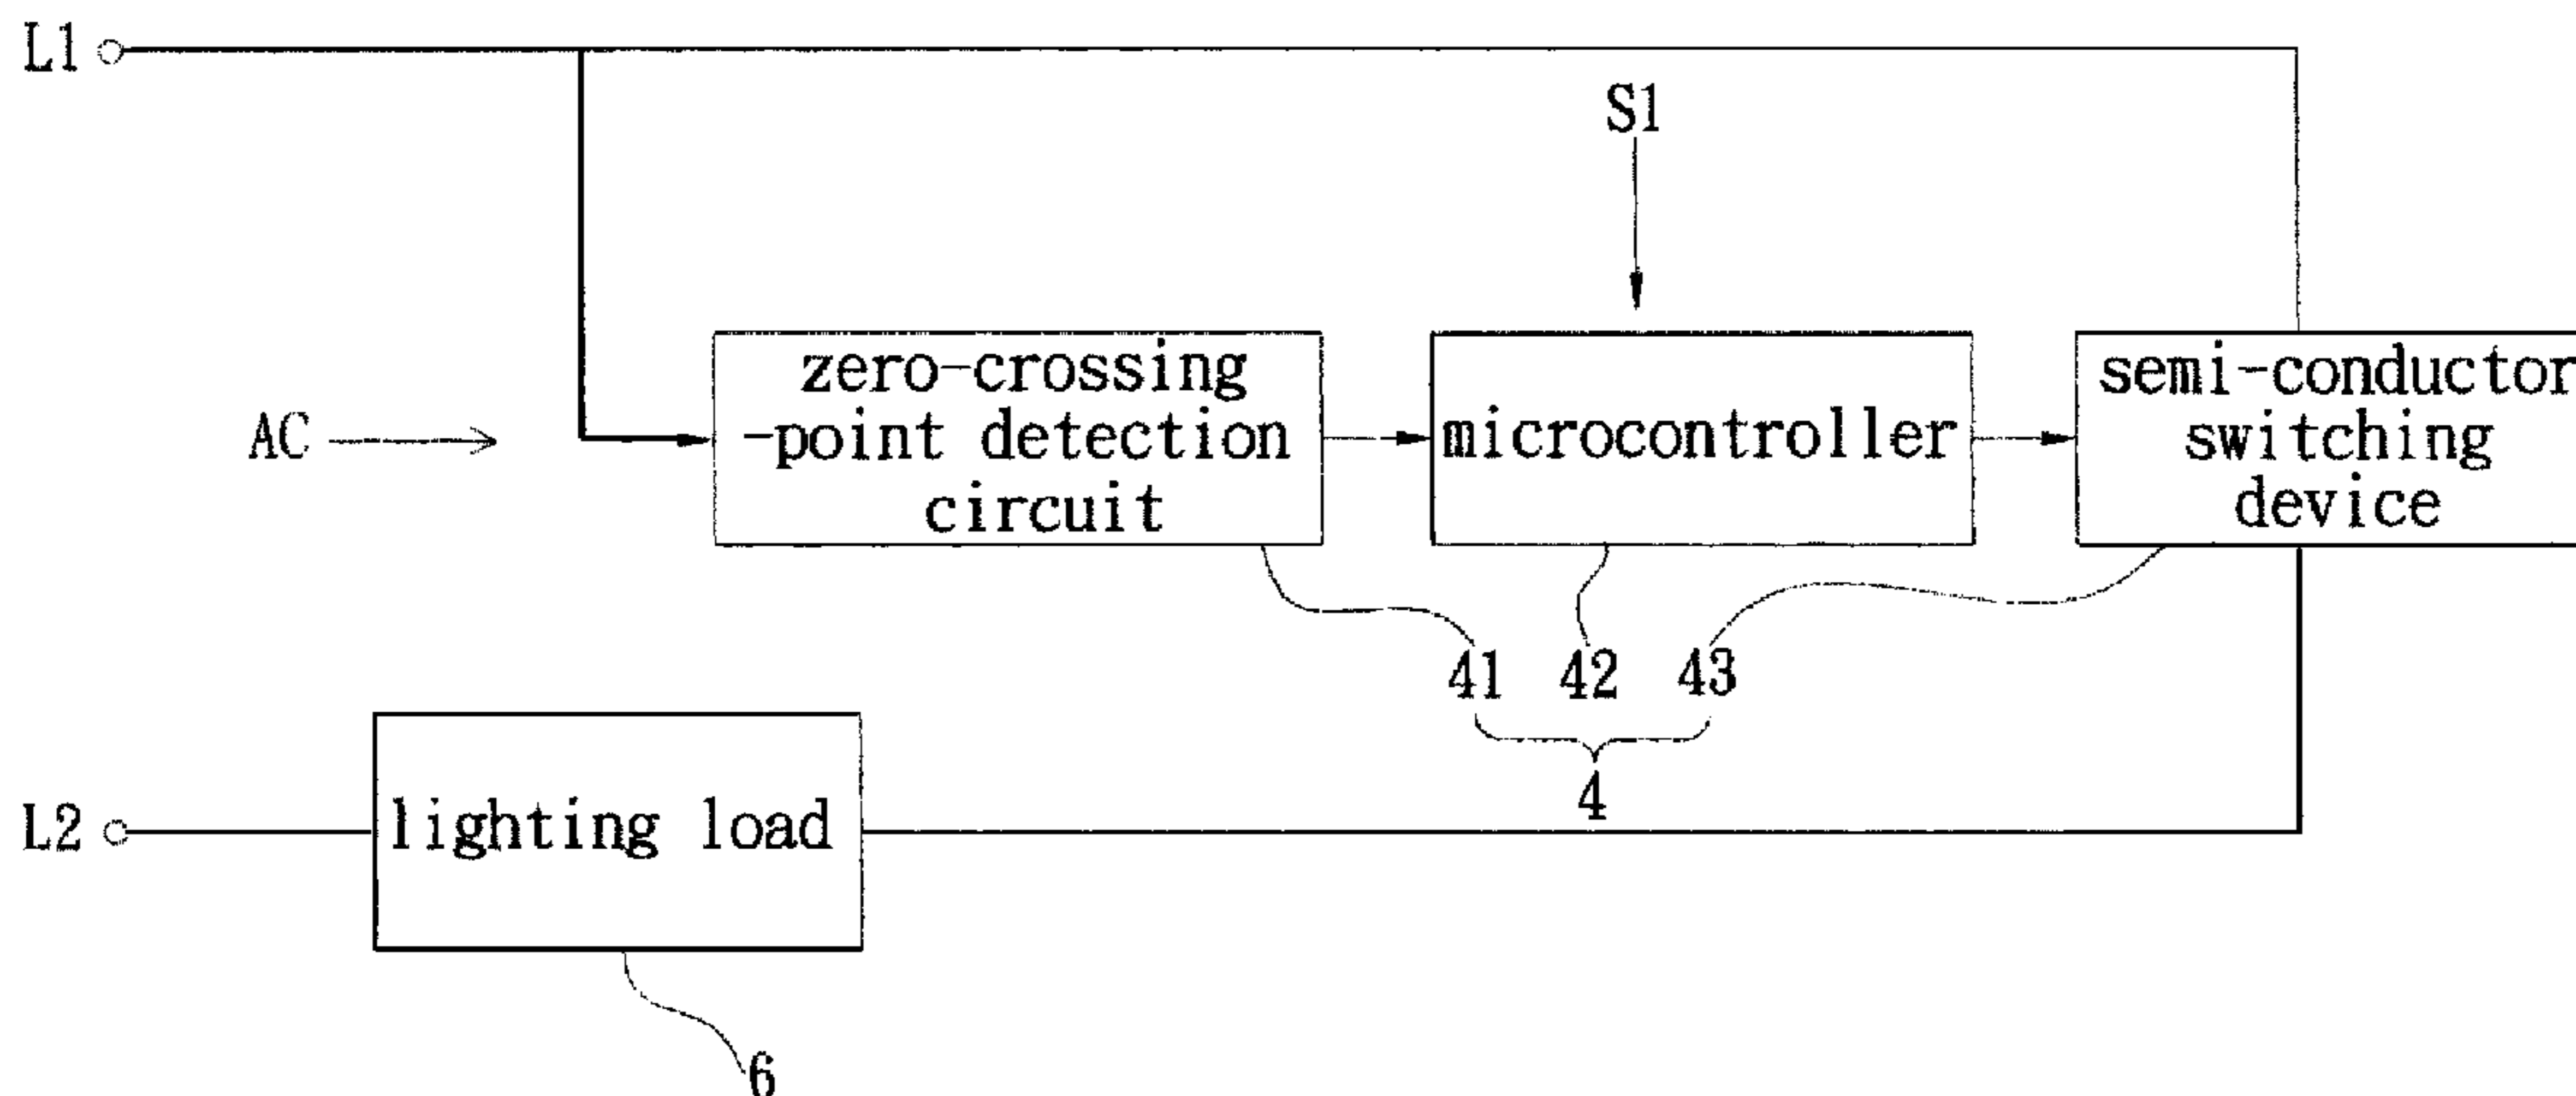 L1
S1
AC
zero-crossing
-point detection
circuit
microcontroller
semi-conductor
switching
device
41 42 43
4
L2
lighting load
6